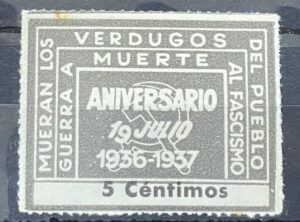 MUERAN LOS
VERDUGOS
DEL PUEBLO
GUERRA A
MUERTE
AL FASCISMO
ANIVERSARIO
19 JULIO
1936-1937
5 Céntimos